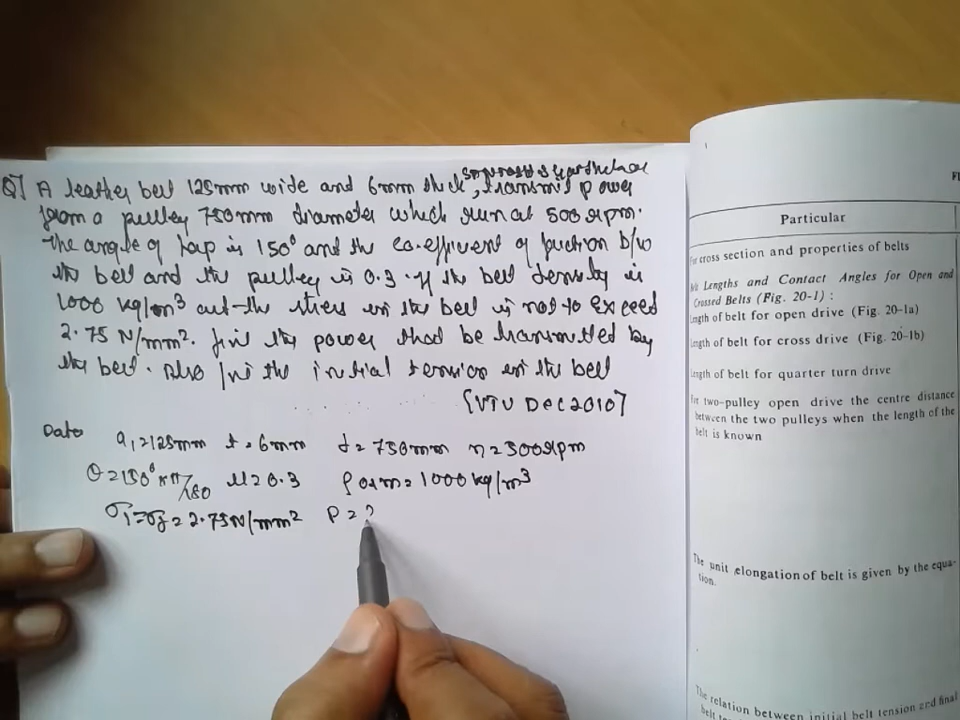 Q7 A leather belt 125mm wide and 6mm thick, transmit power
from a pulley 750mm diameter which run at 500 rpm.
The angle of lap is 150° and the co-efficient of friction b/w
the belt and the pulley is 0.3. If the belt density is
1000 kg/m³ and the stress in the belt is not to exceed
2.75 N/mm². find the power that be transmitted by
the belt. Also find the initial tension in the belt
[VTU Dec 2010]
Data
a, = 125mm t = 6mm d = 750mm n = 500rpm
θ = 150° × π/180 μ = 0.3 ρ or m = 1000 kg/m³
σ1 = σd = 2.75N/mm² P = ?
Particular
For cross section and properties of belts
Belt Lengths and Contact Angles for Open and
Crossed Belts (Fig. 20-1) :
Length of belt for open drive (Fig. 20-1a)
Length of belt for cross drive (Fig. 20-1b)
Length of belt for quarter turn drive
For two-pulley open drive the centre distance
between the two pulleys when the length of the
belt is known
The unit elongation of belt is given by the equa-
tion.
The relation between initial belt tension and final